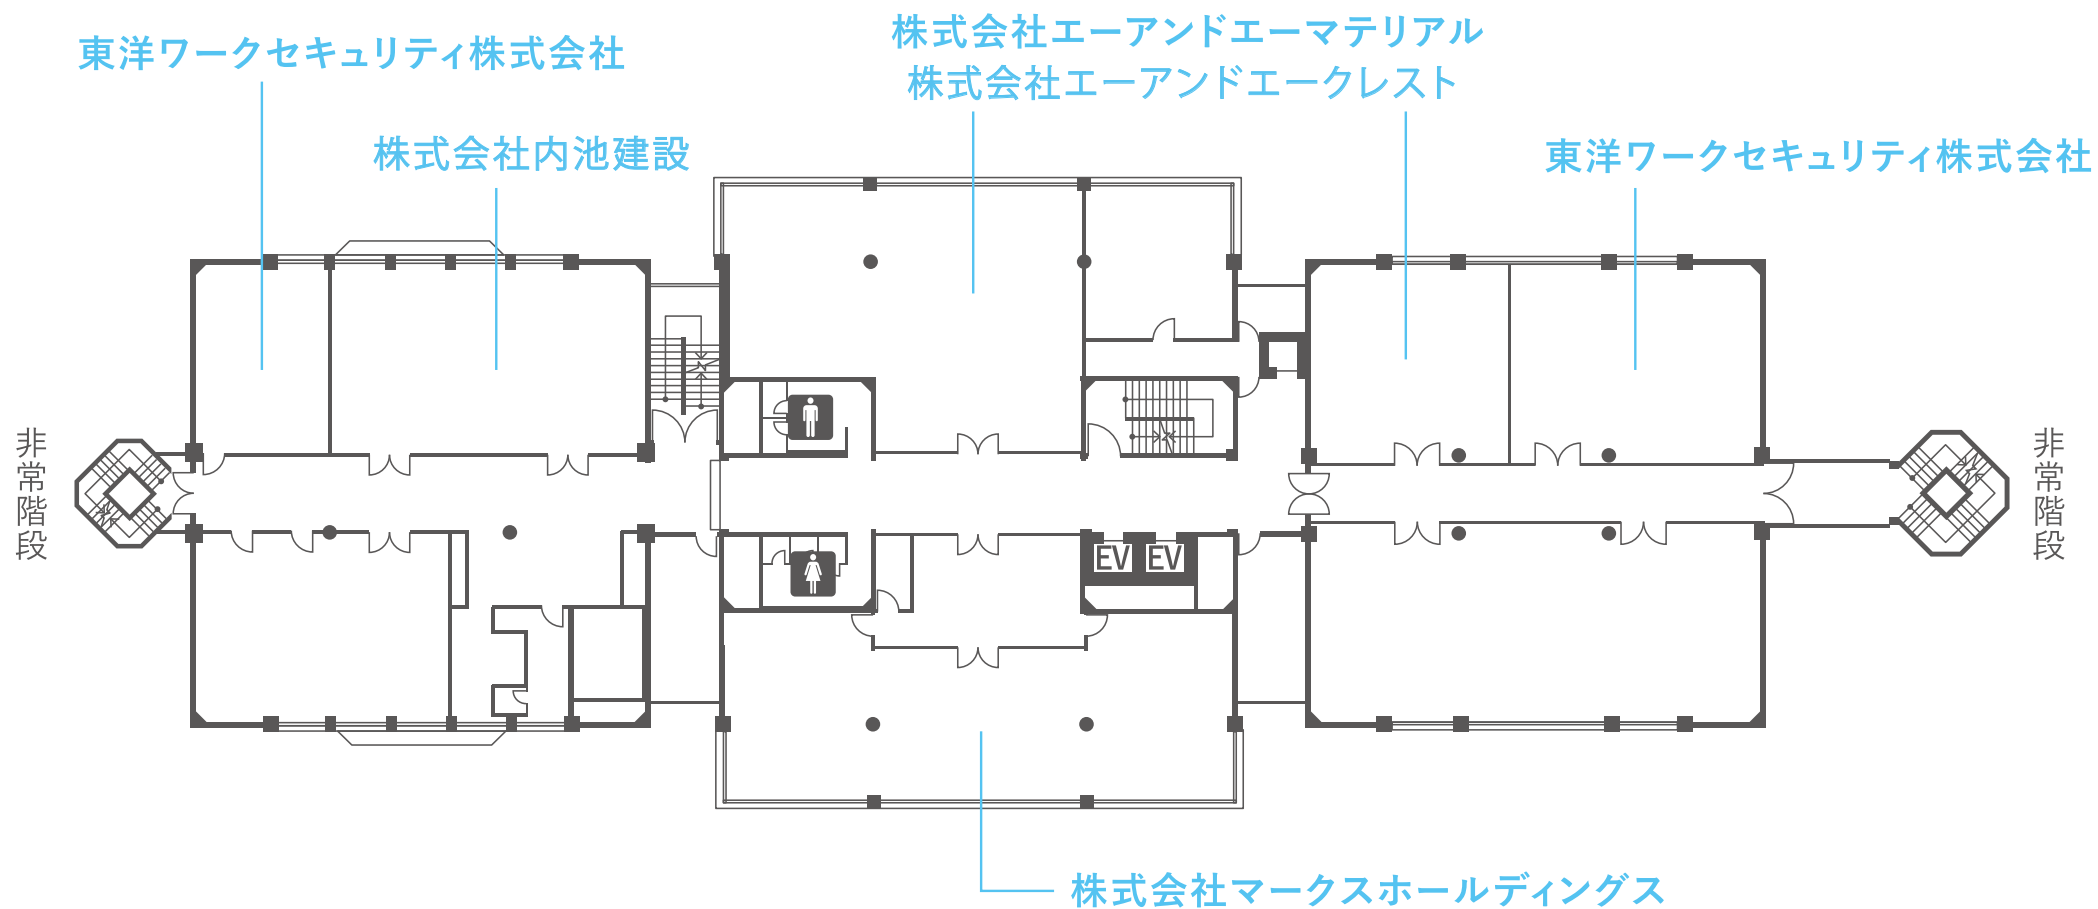 株式会社エーアンドエーマテリアル
株式会社エーアンドエークレスト
東洋ワークセキュリティ株式会社
株式会社内池建設
東洋ワークセキュリティ株式会社
非常階段
非常階段
EV
EV
株式会社マークスホールディングス